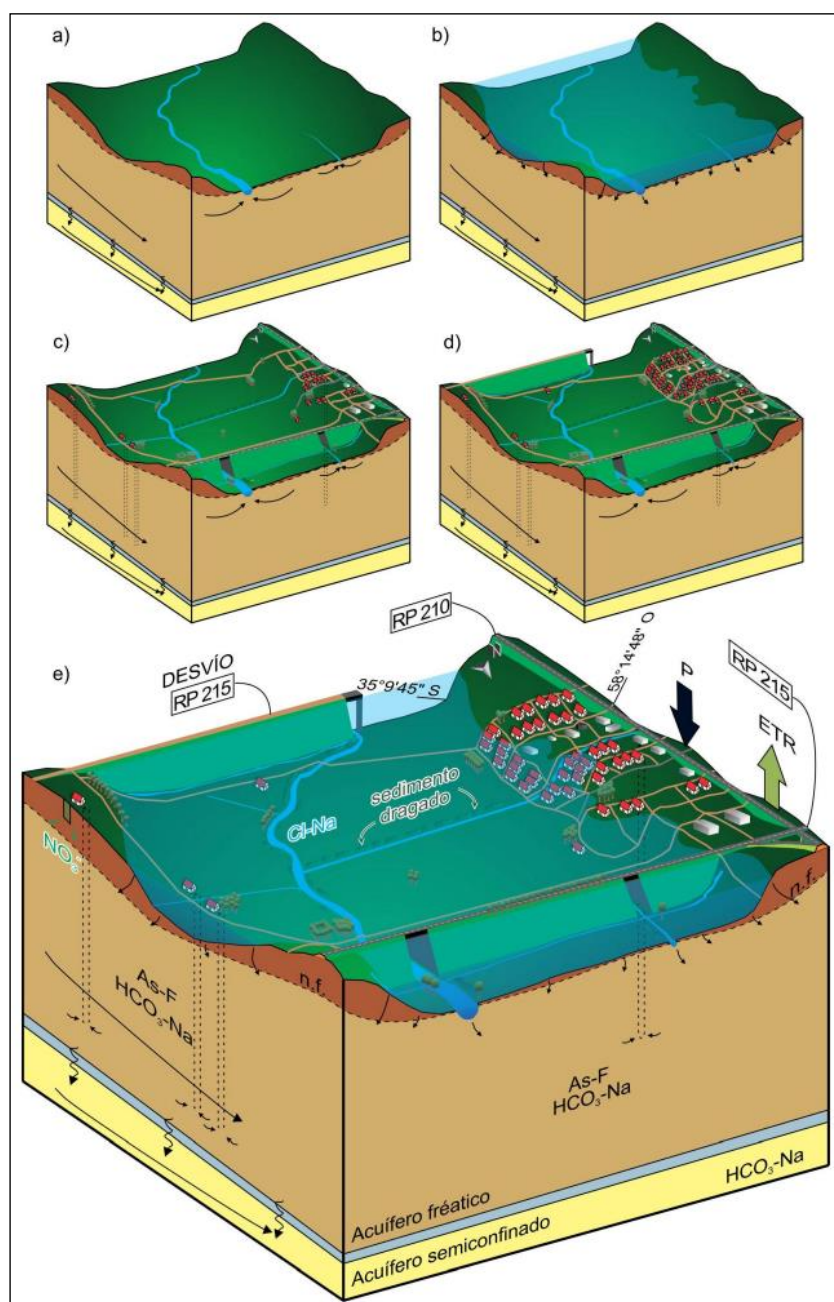 a)
b)
c)
d)
e)
RP 210
DESVÍO
RP 215
35°9'45" S
58°14'48" O
P
RP 215
ETR
sedimento
dragado
Cl-Na
NO₃⁻
n.f.
n.f.
As-F
HCO₃-Na
As-F
HCO₃-Na
HCO₃-Na
Acuífero fréatico
Acuífero semiconfinado